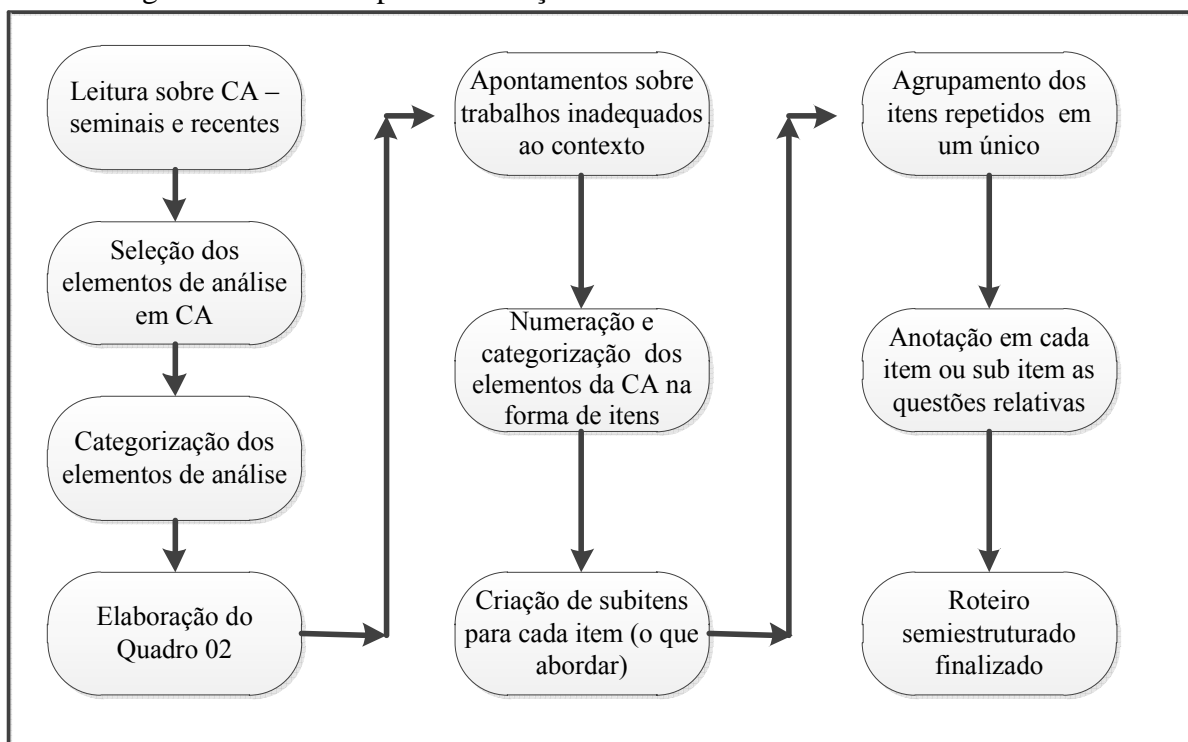 Leitura sobre CA –
seminais e recentes
Seleção dos
elementos de análise
em CA
Categorização dos
elementos de análise
Elaboração do
Quadro 02
Apontamentos sobre
trabalhos inadequados
ao contexto
Numeração e
categorização dos
elementos da CA na
forma de itens
Criação de subitens
para cada item (o que
abordar)
Agrupamento dos
itens repetidos em
um único
Anotação em cada
item ou sub item as
questões relativas
Roteiro
semiestruturado
finalizado